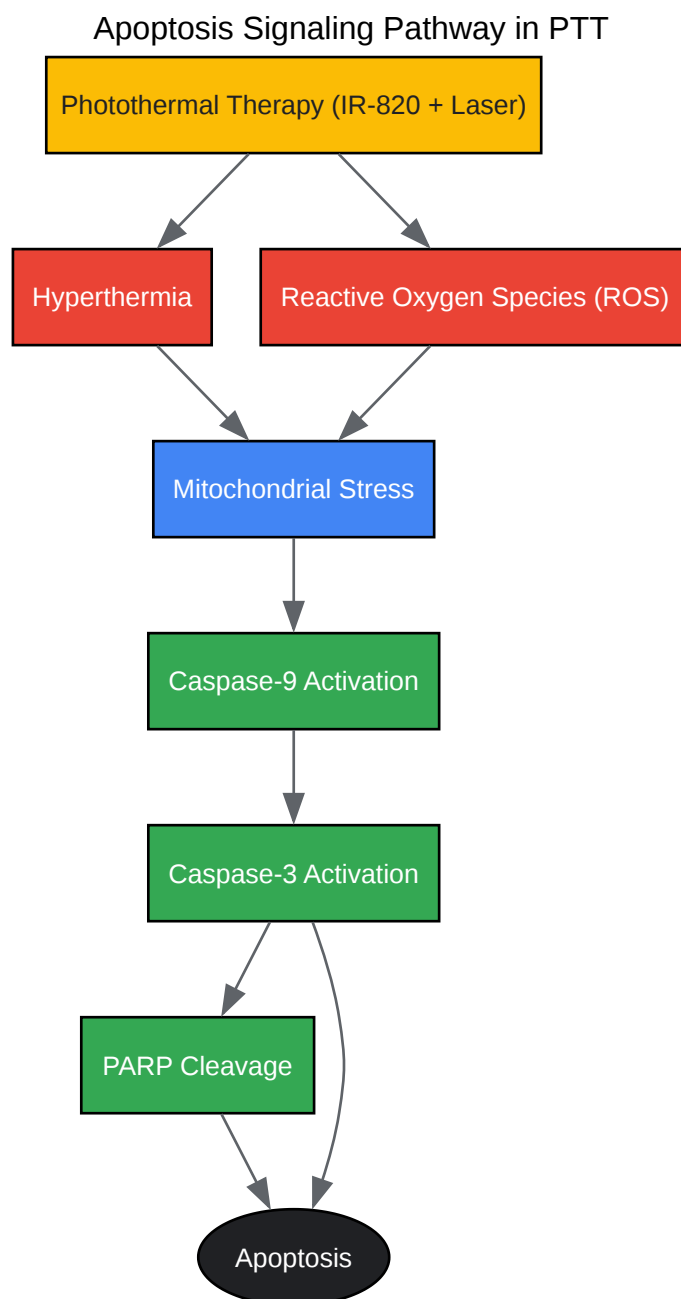 Apoptosis Signaling Pathway in PTT
Photothermal Therapy (IR-820 + Laser)
Hyperthermia
Reactive Oxygen Species (ROS)
Mitochondrial Stress
Caspase-9 Activation
Caspase-3 Activation
PARP Cleavage
Apoptosis